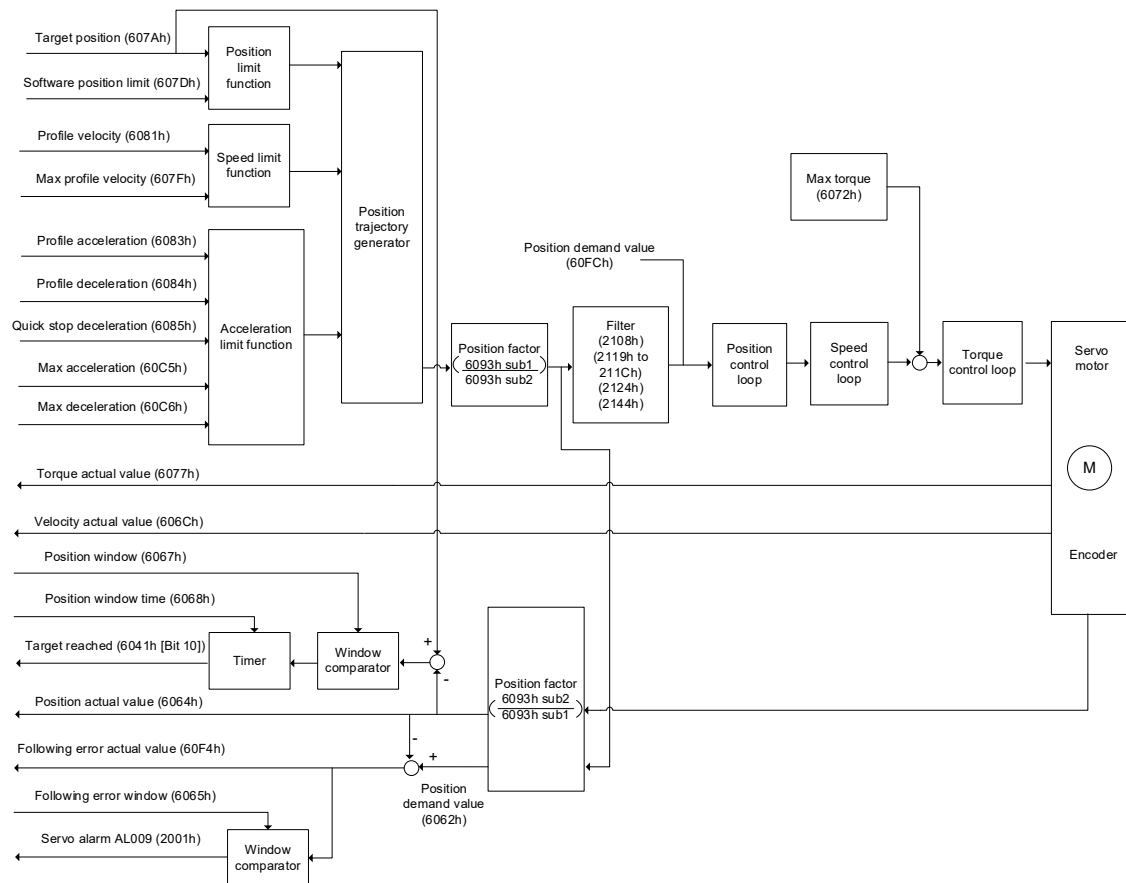 Target position (607Ah)
Software position limit (607Dh)
Position
limit
function
Profile velocity (6081h)
Max profile velocity (607Fh)
Speed limit
function
Profile acceleration (6083h)
Profile deceleration (6084h)
Quick stop deceleration (6085h)
Max acceleration (60C5h)
Max deceleration (60C6h)
Acceleration
limit function
Position
trajectory
generator
Position factor
(6093h sub1
6093h sub2)
Filter
(2108h)
(2119h to
211Ch)
(2124h)
(2144h)
Position demand value
(60FCh)
Position
control
loop
Speed
control
loop
Max torque
(6072h)
Torque
control loop
Servo
motor
M
Encoder
Torque actual value (6077h)
Velocity actual value (606Ch)
Position window (6067h)
Position window time (6068h)
Target reached (6041h [Bit 10])
Timer
Window
comparator
+
-
Position actual value (6064h)
Position factor
(6093h sub2
6093h sub1)
-
+
Following error actual value (60F4h)
Position
demand value
(6062h)
Following error window (6065h)
Servo alarm AL009 (2001h)
Window
comparator